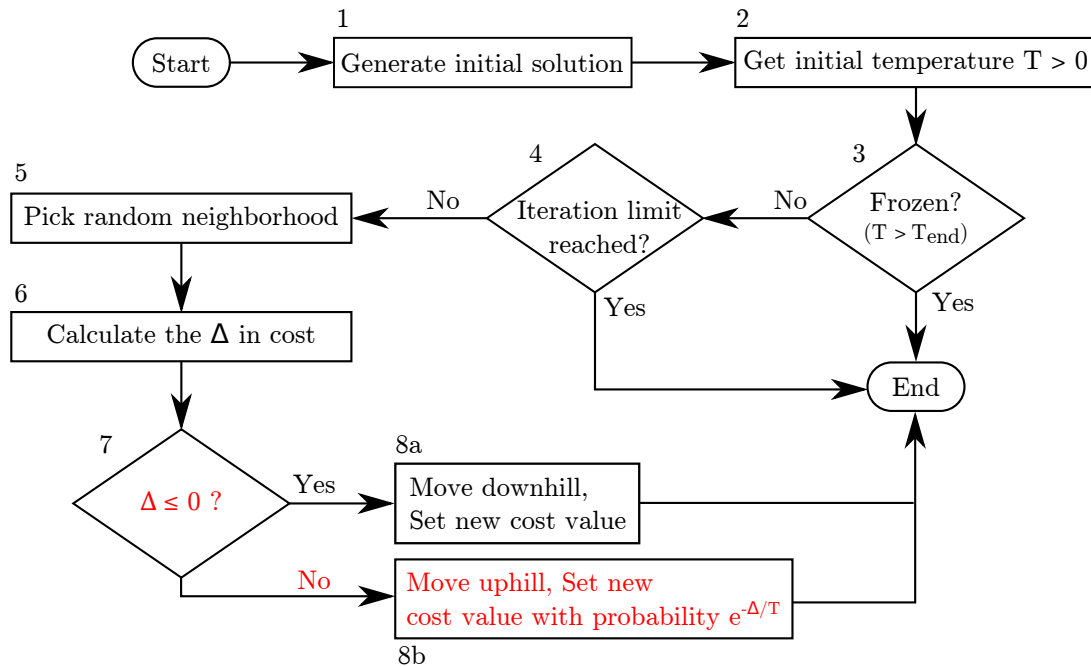 Start
1
Generate initial solution
2
Get initial temperature T > 0
3
Frozen?
(T > Tend)
No
Yes
4
Iteration limit
reached?
No
Yes
End
5
Pick random neighborhood
6
Calculate the Δ in cost
7
Δ ≤ 0 ?
Yes
No
8a
Move downhill,
Set new cost value
Move uphill, Set new
cost value with probability e-Δ/T
8b